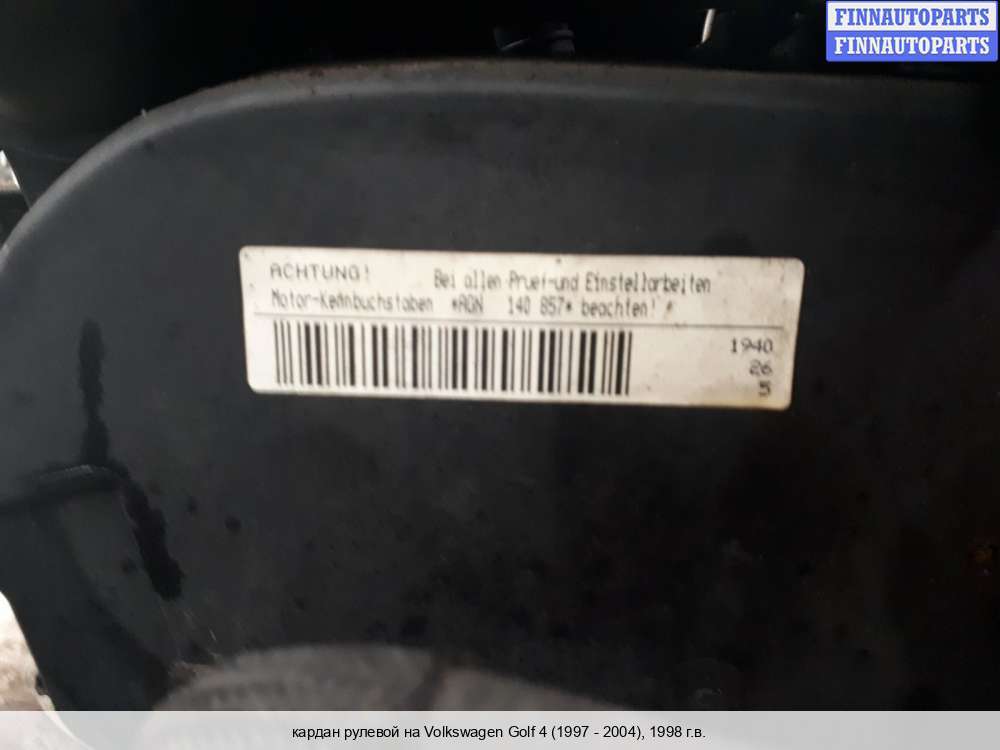 FINNAUTOPARTS
FINNAUTOPARTS
ACHTUNG! Bei allen Pruef-und Einstellarbeiten
Motor-Kennbuchstaben *AGN 140 857* beachten! *
1940
26
5
кардан рулевой на Volkswagen Golf 4 (1997 - 2004), 1998 г.в.